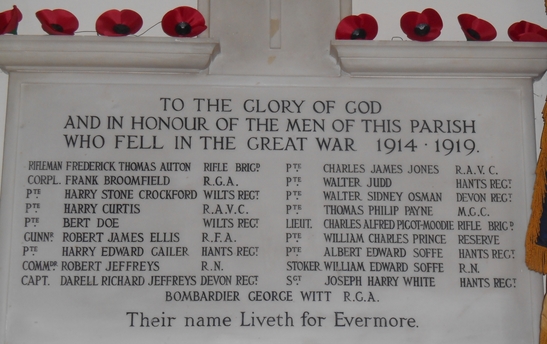 TO THE GLORY OF GOD
AND IN HONOUR OF THE MEN OF THIS PARISH
WHO FELL IN THE GREAT WAR 1914 · 1919.
RIFLEMAN FREDERICK THOMAS AUTON RIFLE BRIGD
CORPL. FRANK BROOMFIELD R.G.A.
PTE HARRY STONE CROCKFORD WILTS REGT
PTE HARRY CURTIS R.A.V.C.
PTE BERT DOE WILTS REGT
GUNNR ROBERT JAMES ELLIS R.F.A.
PTE HARRY EDWARD GAILER HANTS REGT
COMMDR ROBERT JEFFREYS R.N.
CAPT. DARELL RICHARD JEFFREYS DEVON REGT
PTE CHARLES JAMES JONES R.A.V.C.
PTE WALTER JUDD HANTS REGT
PTE WALTER SIDNEY OSMAN DEVON REGT
PTE THOMAS PHILIP PAYNE M.G.C.
LIEUT. CHARLES ALFRED PIGOT-MOODIE RIFLE BRIGD
PTE WILLIAM CHARLES PRINCE RESERVE
PTE ALBERT EDWARD SOFFE HANTS REGT
STOKER WILLIAM EDWARD SOFFE R.N.
SGT JOSEPH HARRY WHITE HANTS REGT
BOMBARDIER GEORGE WITT R.G.A.
Their name Liveth for Evermore.